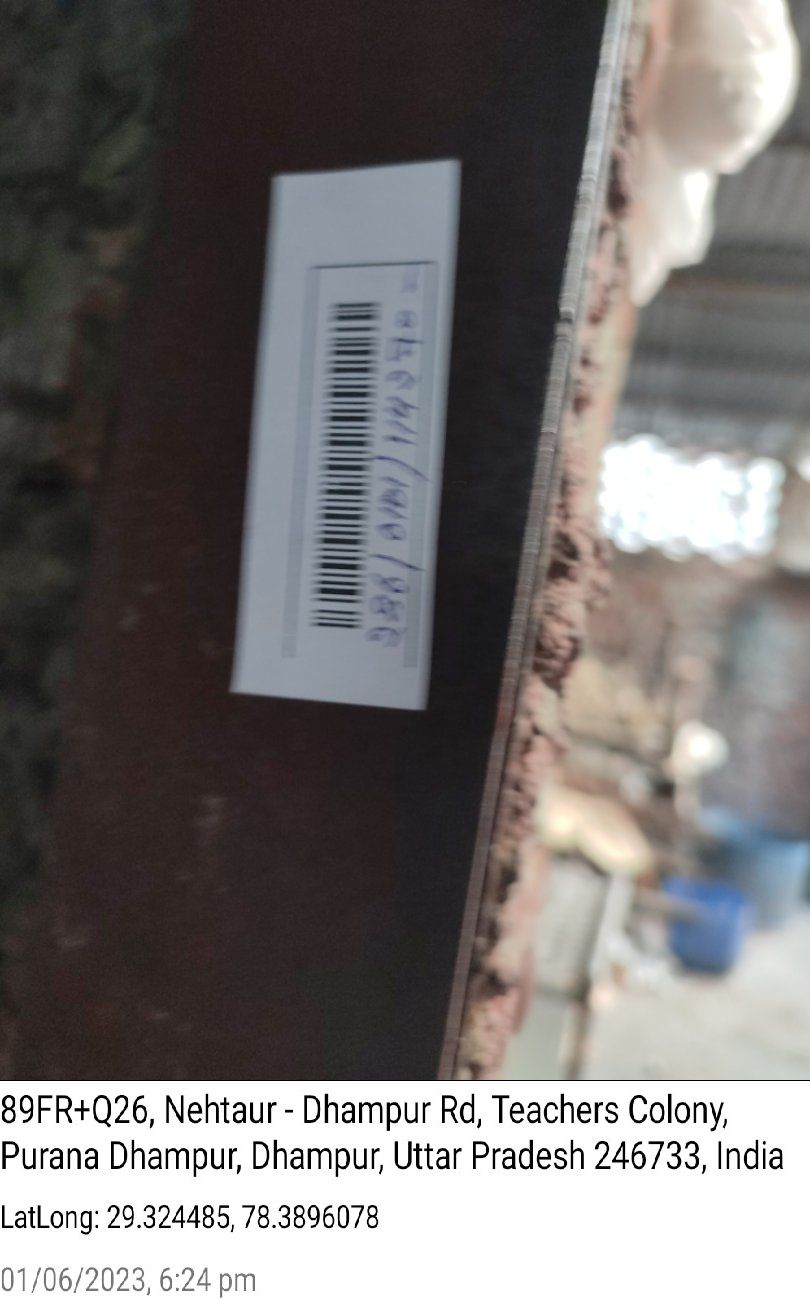 89FR+Q26, Nehtaur - Dhampur Rd, Teachers Colony,
Purana Dhampur, Dhampur, Uttar Pradesh 246733, India
LatLong: 29.324485, 78.3896078
01/06/2023, 6:24 pm